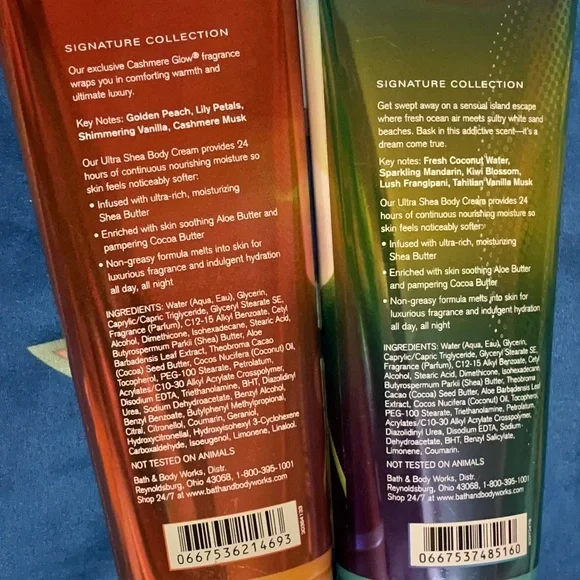 SIGNATURE COLLECTION
Our exclusive Cashmere Glow® fragrance
wraps you in comforting warmth and
ultimate luxury.
Key Notes: Golden Peach, Lily Petals,
Shimmering Vanilla, Cashmere Musk
Our Ultra Shea Body Cream provides 24
hours of continuous nourishing moisture so
skin feels noticeably softer:
• Infused with ultra-rich, moisturizing
Shea Butter
• Enriched with skin soothing Aloe Butter and
pampering Cocoa Butter
• Non-greasy formula melts into skin for
luxurious fragrance and indulgent hydration
all day, all night
INGREDIENTS: Water (Aqua, Eau), Glycerin,
Caprylic/Capric Triglyceride, Glyceryl Stearate SE,
Fragrance (Parfum), C12-15 Alkyl Benzoate, Cetyl
Alcohol, Dimethicone, Isohexadecane, Stearic Acid,
Butyrospermum Parkii (Shea) Butter, Aloe
Barbadensis Leaf Extract, Theobroma Cacao
(Cocoa) Seed Butter, Cocos Nucifera (Coconut) Oil,
Tocopherol, PEG-100 Stearate, Petrolatum,
Acrylates/C10-30 Alkyl Acrylate Crosspolymer,
Disodium EDTA, Triethanolamine, BHT, Diazolidinyl
Urea, Sodium Dehydroacetate, Benzyl Alcohol,
Benzyl Benzoate, Butylphenyl Methylpropional,
Citral, Citronellol, Coumarin, Geraniol,
Hydroxycitronellal, Hydroxyisohexyl 3-Cyclohexene
Carboxaldehyde, Isoeugenol, Limonene, Linalool.
NOT TESTED ON ANIMALS
Bath & Body Works, Distr.
Reynoldsburg, Ohio 43068, 1-800-395-1001
Shop 24/7 at www.bathandbodyworks.com
0667536214693
SIGNATURE COLLECTION
Get swept away on a sensual island escape
where fresh ocean air meets sultry white sand
beaches. Bask in this addictive scent—it's a
dream come true.
Key notes: Fresh Coconut Water,
Sparkling Mandarin, Kiwi Blossom,
Lush Frangipani, Tahitian Vanilla Musk
Our Ultra Shea Body Cream provides 24
hours of continuous nourishing moisture so
skin feels noticeably softer:
• Infused with ultra-rich, moisturizing
Shea Butter
• Enriched with skin soothing Aloe Butter
and pampering Cocoa Butter
• Non-greasy formula melts into skin for
luxurious fragrance and indulgent hydration
all day, all night
INGREDIENTS: Water (Aqua, Eau), Glycerin,
Caprylic/Capric Triglyceride, Glyceryl Stearate SE,
Fragrance (Parfum), C12-15 Alkyl Benzoate, Cetyl
Alcohol, Stearic Acid, Dimethicone, Isohexadecane,
Butyrospermum Parkii (Shea) Butter, Theobroma
Cacao (Cocoa) Seed Butter, Aloe Barbadensis Leaf
Extract, Cocos Nucifera (Coconut) Oil, Tocopherol,
PEG-100 Stearate, Triethanolamine, Petrolatum,
Acrylates/C10-30 Alkyl Acrylate Crosspolymer,
Diazolidinyl Urea, Disodium EDTA, Sodium
Dehydroacetate, BHT, Benzyl Salicylate,
Limonene, Coumarin.
NOT TESTED ON ANIMALS
Bath & Body Works, Distr.
Reynoldsburg, Ohio 43068, 1-800-395-1001
Shop 24/7 at www.bathandbodyworks.com
0667537485160